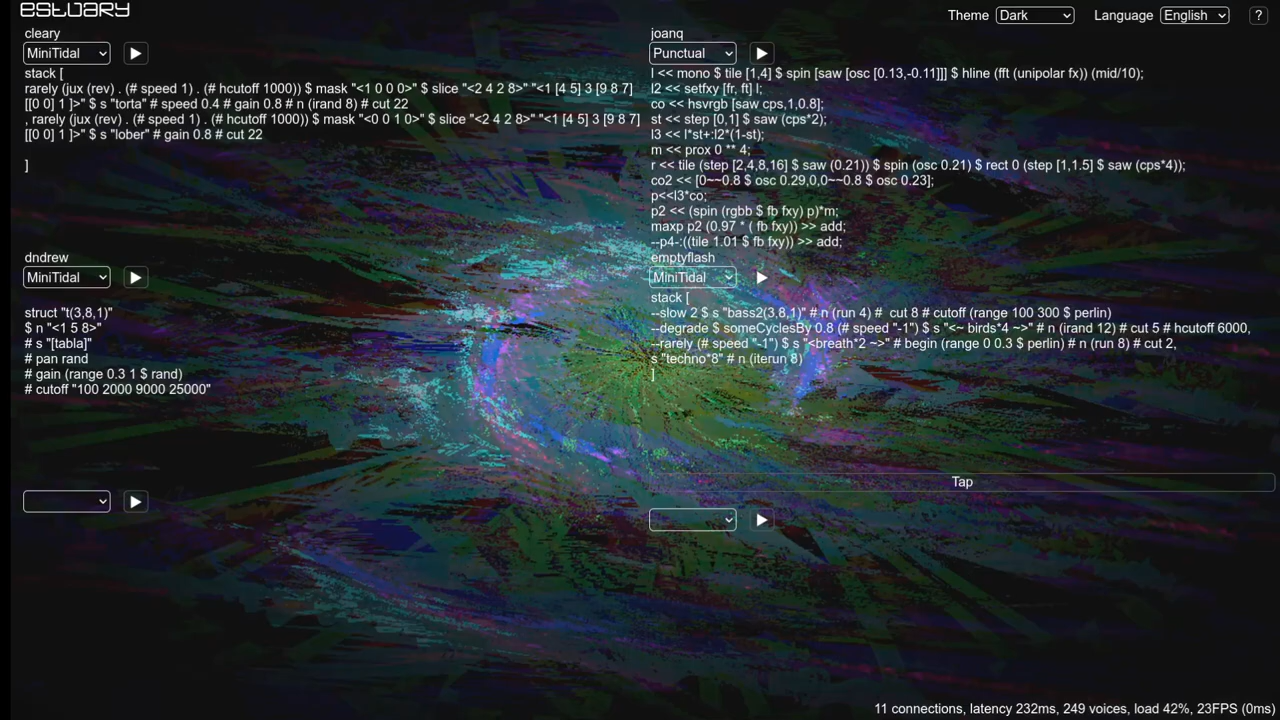 estuary
Theme Dark Language English ?
cleary
MiniTidal
stack [
rarely (jux (rev) . (# speed 1) . (# hcutoff 1000)) $ mask "<1 0 0 0>" $ slice "<2 4 2 8>" "<1 [4 5] 3 [9 8 7]
[[0 0] 1 ]>" $ s "torta" # speed 0.4 # gain 0.8 # n (irand 8) # cut 22
, rarely (jux (rev) . (# speed 1) . (# hcutoff 1000)) $ mask "<0 0 1 0>" $ slice "<2 4 2 8>" "<1 [4 5] 3 [9 8 7]
[[0 0] 1 ]>" $ s "lober" # gain 0.8 # cut 22
]
joanq
Punctual
l << mono $ tile [1,4] $ spin [saw [osc [0.13,-0.11]]] $ hline (fft (unipolar fx)) (mid/10);
l2 << setfxy [fr, ft] l;
co << hsvrgb [saw cps,1,0.8];
st << step [0,1] $ saw (cps*2);
l3 << l*st+:l2*(1-st);
m << prox 0 ** 4;
r << tile (step [2,4,8,16] $ saw (0.21)) $ spin (osc 0.21) $ rect 0 (step [1,1.5] $ saw (cps*4));
co2 << [0~~0.8 $ osc 0.29,0,0~~0.8 $ osc 0.23];
p<<l3*co;
p2 << (spin (rgbb $ fb fxy) p)*m;
maxp p2 (0.97 * ( fb fxy)) >> add;
--p4-:((tile 1.01 $ fb fxy)) >> add;
dndrew
MiniTidal
struct "t(3,8,1)"
$ n "<1 5 8>"
# s "[tabla]"
# pan rand
# gain (range 0.3 1 $ rand)
# cutoff "100 2000 9000 25000"
emptyflash
MiniTidal
stack [
--slow 2 $ s "bass2(3,8,1)" # n (run 4) #  cut 8 # cutoff (range 100 300 $ perlin)
--degrade $ someCyclesBy 0.8 (# speed "-1") $ s "<~ birds*4 ~>" # n (irand 12) # cut 5 # hcutoff 6000,
--rarely (# speed "-1") $ s "<breath*2 ~>" # begin (range 0 0.3 $ perlin) # n (run 8) # cut 2,
s "techno*8" # n (iterun 8)
]
Tap
11 connections, latency 232ms, 249 voices, load 42%, 23FPS (0ms)